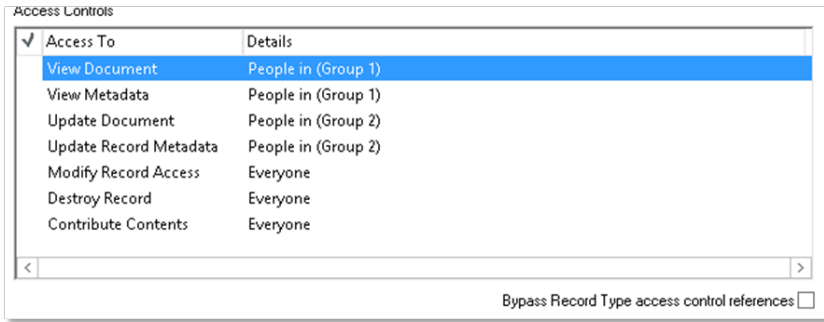 Access Controls
Access To Details
View Document People in (Group 1)
View Metadata People in (Group 1)
Update Document People in (Group 2)
Update Record Metadata People in (Group 2)
Modify Record Access Everyone
Destroy Record Everyone
Contribute Contents Everyone
Bypass Record Type access control references